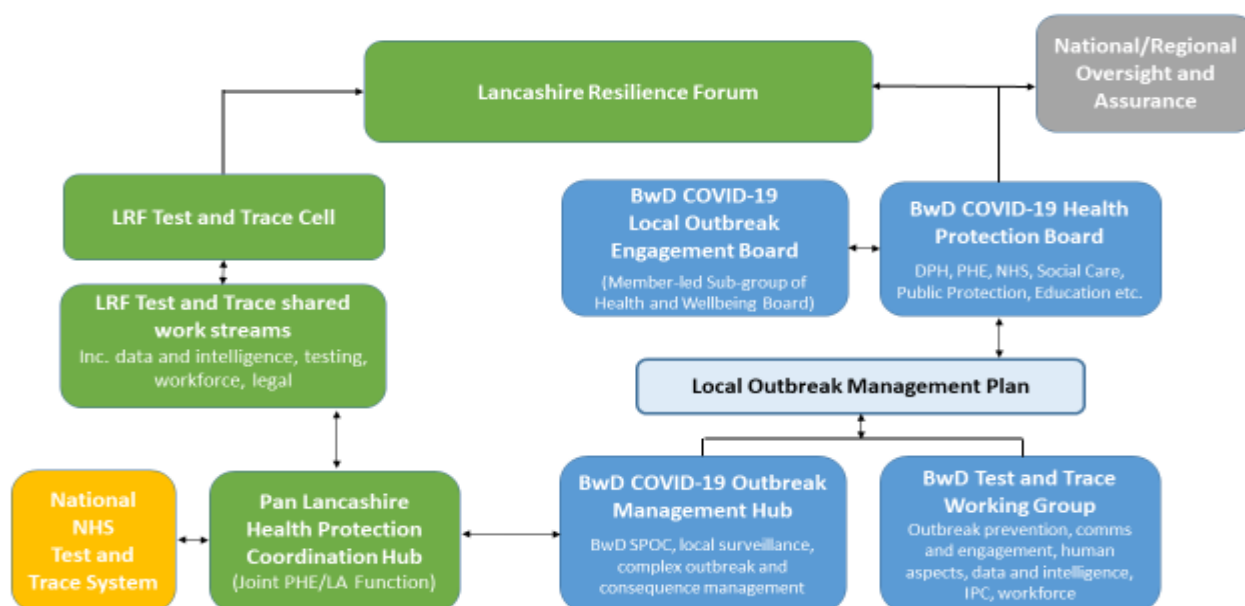 National/Regional
Oversight and
Assurance
Lancashire Resilience Forum
LRF Test and Trace Cell
BwD COVID-19
Local Outbreak
Engagement Board
(Member-led Sub-group of
Health and Wellbeing Board)
BwD COVID-19 Health
Protection Board
DPH, PHE, NHS, Social Care,
Public Protection, Education etc.
LRF Test and Trace shared
work streams
Inc. data and intelligence, testing,
workforce, legal
Local Outbreak Management Plan
National
NHS
Test and
Trace System
Pan Lancashire
Health Protection
Coordination Hub
(Joint PHE/LA Function)
BwD COVID-19 Outbreak
Management Hub
BwD SPOC, local surveillance,
complex outbreak and
consequence management
BwD Test and Trace
Working Group
Outbreak prevention, comms
and engagement, human
aspects, data and intelligence,
IPC, workforce